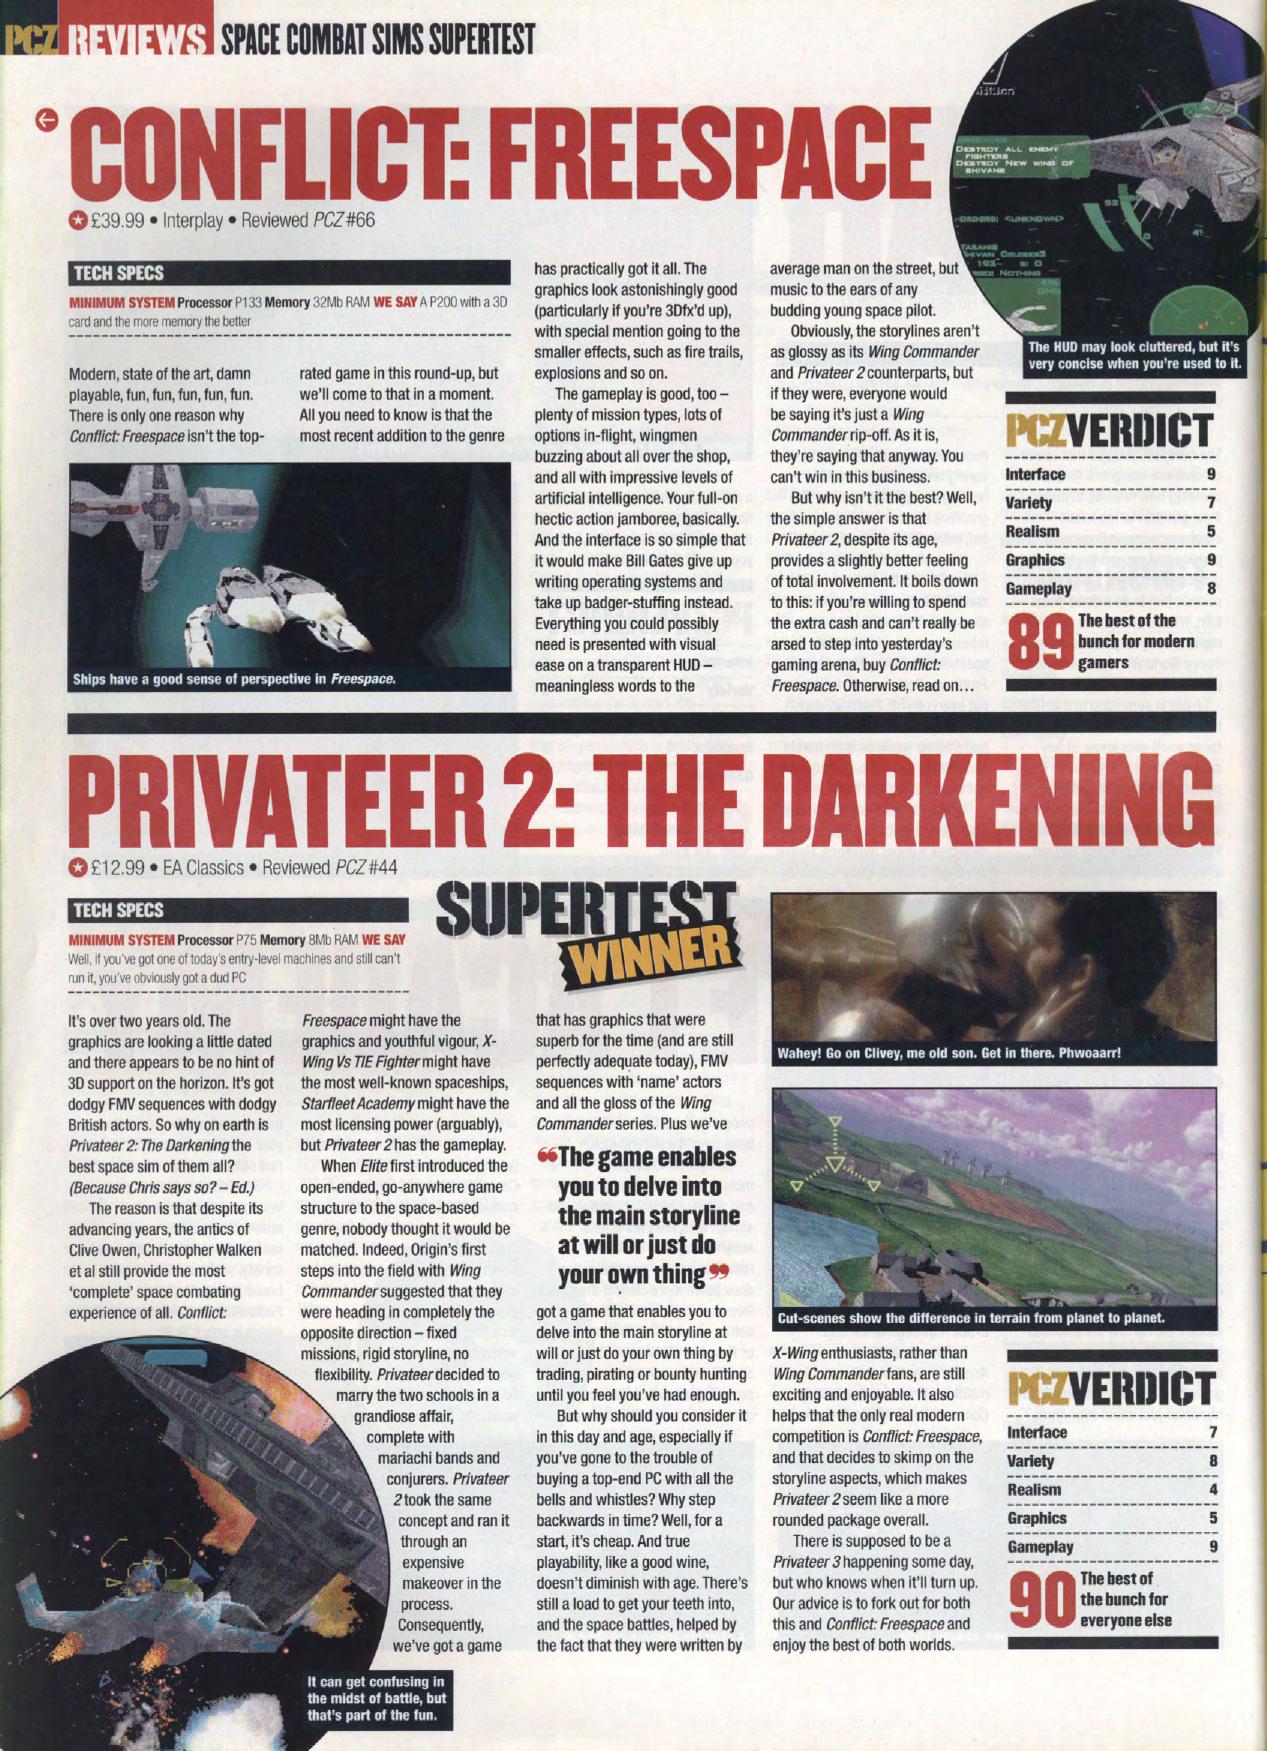 PCZ REVIEWS SPACE COMBAT SIMS SUPERTEST
CONFLICT: FREESPACE
£39.99 • Interplay • Reviewed PCZ #66
TECH SPECS
MINIMUM SYSTEM Processor P133 Memory 32Mb RAM WE SAY A P200 with a 3D
card and the more memory the better
Modern, state of the art, damn
playable, fun, fun, fun, fun, fun.
There is only one reason why
Conflict: Freespace isn't the top-
rated game in this round-up, but
we'll come to that in a moment.
All you need to know is that the
most recent addition to the genre
Ships have a good sense of perspective in Freespace.
has practically got it all. The
graphics look astonishingly good
(particularly if you're 3Dfx'd up),
with special mention going to the
smaller effects, such as fire trails,
explosions and so on.
The gameplay is good, too –
plenty of mission types, lots of
options in-flight, wingmen
buzzing about all over the shop,
and all with impressive levels of
artificial intelligence. Your full-on
hectic action jamboree, basically.
And the interface is so simple that
it would make Bill Gates give up
writing operating systems and
take up badger-stuffing instead.
Everything you could possibly
need is presented with visual
ease on a transparent HUD –
meaningless words to the
average man on the street, but
music to the ears of any
budding young space pilot.
Obviously, the storylines aren't
as glossy as its Wing Commander
and Privateer 2 counterparts, but
if they were, everyone would
be saying it's just a Wing
Commander rip-off. As it is,
they're saying that anyway. You
can't win in this business.
But why isn't it the best? Well,
the simple answer is that
Privateer 2, despite its age,
provides a slightly better feeling
of total involvement. It boils down
to this: if you're willing to spend
the extra cash and can't really be
arsed to step into yesterday's
gaming arena, buy Conflict:
Freespace. Otherwise, read on...
DESTROY ALL ENEMY
FIGHTERS
DESTROY NEW WING OF
SHIVANS
ORDERS: <UNKNOWN>
TARANIS
SHIVAN CRUISER
The HUD may look cluttered, but it's
very concise when you're used to it.
PCZ VERDICT
Interface 9
Variety 7
Realism 5
Graphics 9
Gameplay 8
89 The best of the
bunch for modern
gamers
PRIVATEER 2: THE DARKENING
£12.99 • EA Classics • Reviewed PCZ #44
TECH SPECS
MINIMUM SYSTEM Processor P75 Memory 8Mb RAM WE SAY
Well, if you've got one of today's entry-level machines and still can't
run it, you've obviously got a dud PC
SUPERTEST
WINNER
It's over two years old. The
graphics are looking a little dated
and there appears to be no hint of
3D support on the horizon. It's got
dodgy FMV sequences with dodgy
British actors. So why on earth is
Privateer 2: The Darkening the
best space sim of them all?
(Because Chris says so? – Ed.)
The reason is that despite its
advancing years, the antics of
Clive Owen, Christopher Walken
et al still provide the most
'complete' space combating
experience of all. Conflict:
Freespace might have the
graphics and youthful vigour, X-
Wing Vs TIE Fighter might have
the most well-known spaceships,
Starfleet Academy might have the
most licensing power (arguably),
but Privateer 2 has the gameplay.
When Elite first introduced the
open-ended, go-anywhere game
structure to the space-based
genre, nobody thought it would be
matched. Indeed, Origin's first
steps into the field with Wing
Commander suggested that they
were heading in completely the
opposite direction – fixed
missions, rigid storyline, no
flexibility. Privateer decided to
marry the two schools in a
grandiose affair,
complete with
mariachi bands and
conjurers. Privateer
2 took the same
concept and ran it
through an
expensive
makeover in the
process.
Consequently,
we've got a game
It can get confusing in
the midst of battle, but
that's part of the fun.
that has graphics that were
superb for the time (and are still
perfectly adequate today), FMV
sequences with 'name' actors
and all the gloss of the Wing
Commander series. Plus we've
“The game enables
you to delve into
the main storyline
at will or just do
your own thing”
got a game that enables you to
delve into the main storyline at
will or just do your own thing by
trading, pirating or bounty hunting
until you feel you've had enough.
But why should you consider it
in this day and age, especially if
you've gone to the trouble of
buying a top-end PC with all the
bells and whistles? Why step
backwards in time? Well, for a
start, it's cheap. And true
playability, like a good wine,
doesn't diminish with age. There's
still a load to get your teeth into,
and the space battles, helped by
the fact that they were written by
Wahey! Go on Clivey, me old son. Get in there. Phwoaarr!
Cut-scenes show the difference in terrain from planet to planet.
X-Wing enthusiasts, rather than
Wing Commander fans, are still
exciting and enjoyable. It also
helps that the only real modern
competition is Conflict: Freespace,
and that decides to skimp on the
storyline aspects, which makes
Privateer 2 seem like a more
rounded package overall.
There is supposed to be a
Privateer 3 happening some day,
but who knows when it'll turn up.
Our advice is to fork out for both
this and Conflict: Freespace and
enjoy the best of both worlds.
PCZ VERDICT
Interface 7
Variety 8
Realism 4
Graphics 5
Gameplay 9
90 The best of
the bunch for
everyone else